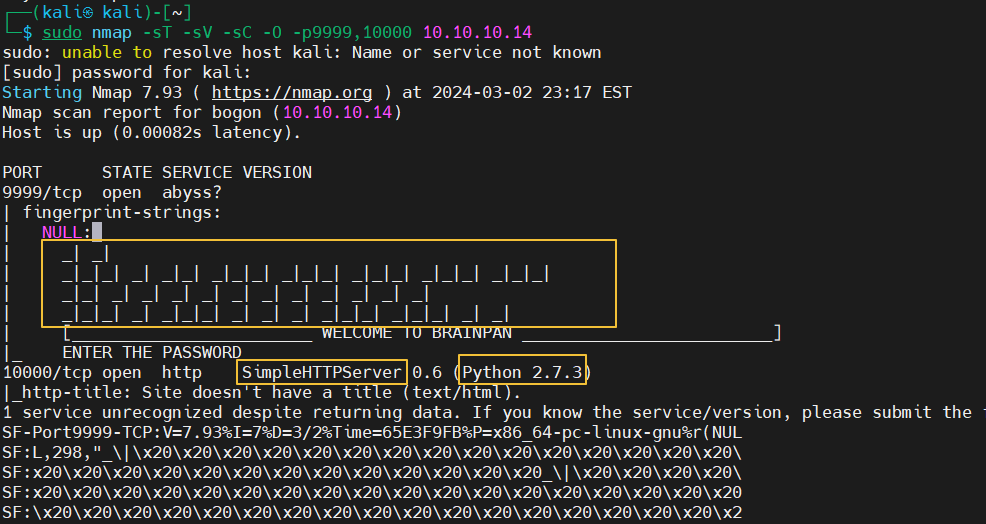 ┌──(kali㉿ kali)-[~]
└─$ sudo nmap -sT -sV -sC -O -p9999,10000 10.10.10.14
sudo: unable to resolve host kali: Name or service not known
[sudo] password for kali:
Starting Nmap 7.93 ( https://nmap.org ) at 2024-03-02 23:17 EST
Nmap scan report for bogon (10.10.10.14)
Host is up (0.00082s latency).
PORT      STATE SERVICE VERSION
9999/tcp  open  abyss?
| fingerprint-strings:
|   NULL:
|     _| _|
|     _|_|_| _| _|_| _|_|_| _|_|_| _|_|_| _|_|_| _|_|_|
|     _|_| _| _| _| _| _| _| _| _| _| _| _|
|     _|_|_| _| _|_|_| _| _| _| _|_|_| _|_|_| _| _|
|     [________________________ WELCOME TO BRAINPAN _________________________]
|_    ENTER THE PASSWORD
10000/tcp open  http    SimpleHTTPServer 0.6 (Python 2.7.3)
|_http-title: Site doesn't have a title (text/html).
1 service unrecognized despite returning data. If you know the service/version, please submit the
SF-Port9999-TCP:V=7.93%I=7%D=3/2%Time=65E3F9FB%P=x86_64-pc-linux-gnu%r(NUL
SF:L,298,"_\|\x20\x20\x20\x20\x20\x20\x20\x20\x20\x20\x20\x20\x20\x20\x20\
SF:x20\x20\x20\x20\x20\x20\x20\x20\x20\x20\x20\x20_\|\x20\x20\x20\x20\x20\
SF:x20\x20\x20\x20\x20\x20\x20\x20\x20\x20\x20\x20\x20\x20\x20\x20\x20\x20
SF:\x20\x20\x20\x20\x20\x20\x20\x20\x20\x20\x20\x20\x20\x20\x20\x20\x20\x2